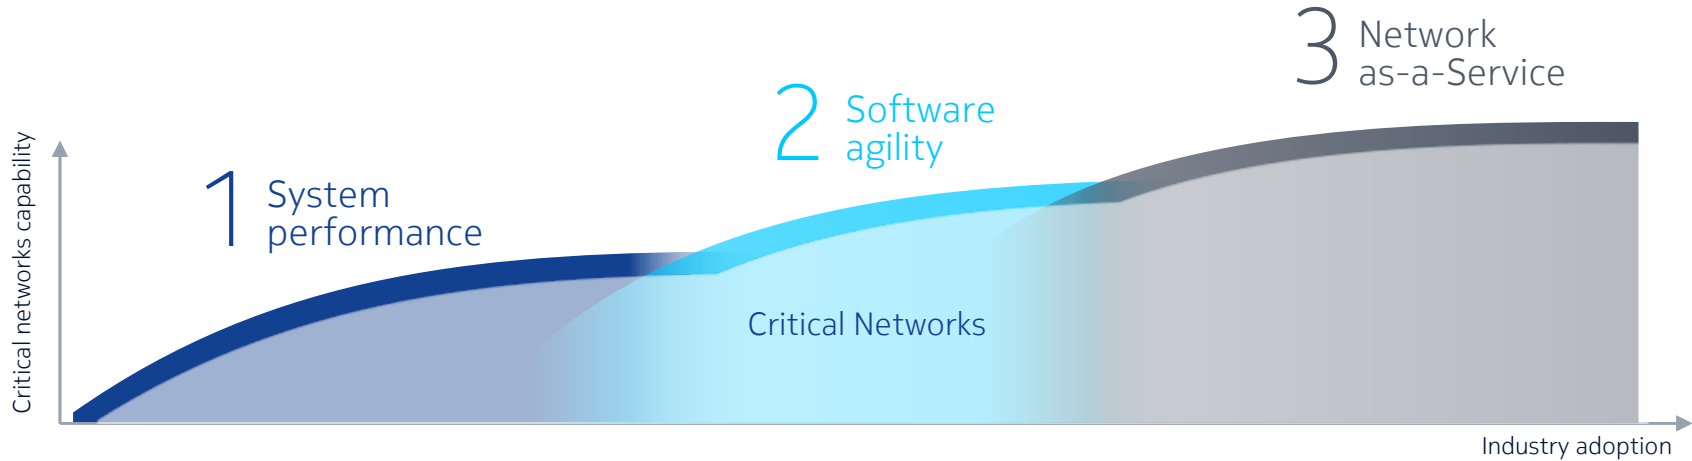 3 Network
as-a-Service
2 Software
agility
1 System
performance
Critical networks capability
Critical Networks
Industry adoption